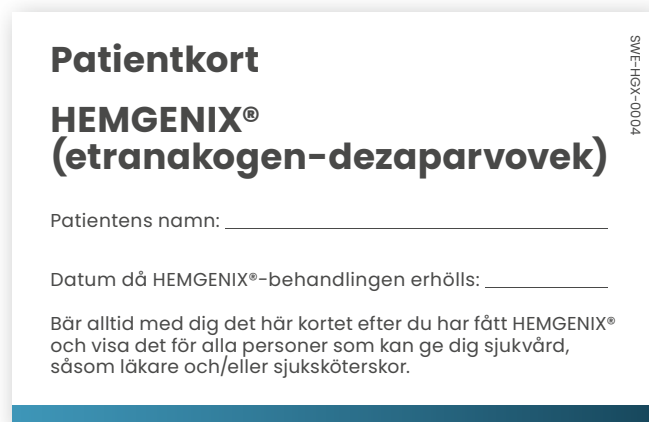 Patientkort
HEMGENIX®
(etranakogen-dezaparvovek)
Patientens namn:
Datum då HEMGENIX®-behandlingen erhölls:
Bär alltid med dig det här kortet efter du har fått HEMGENIX®
och visa det för alla personer som kan ge dig sjukvård,
såsom läkare och/eller sjuksköterskor.
SWE-HGX-0004